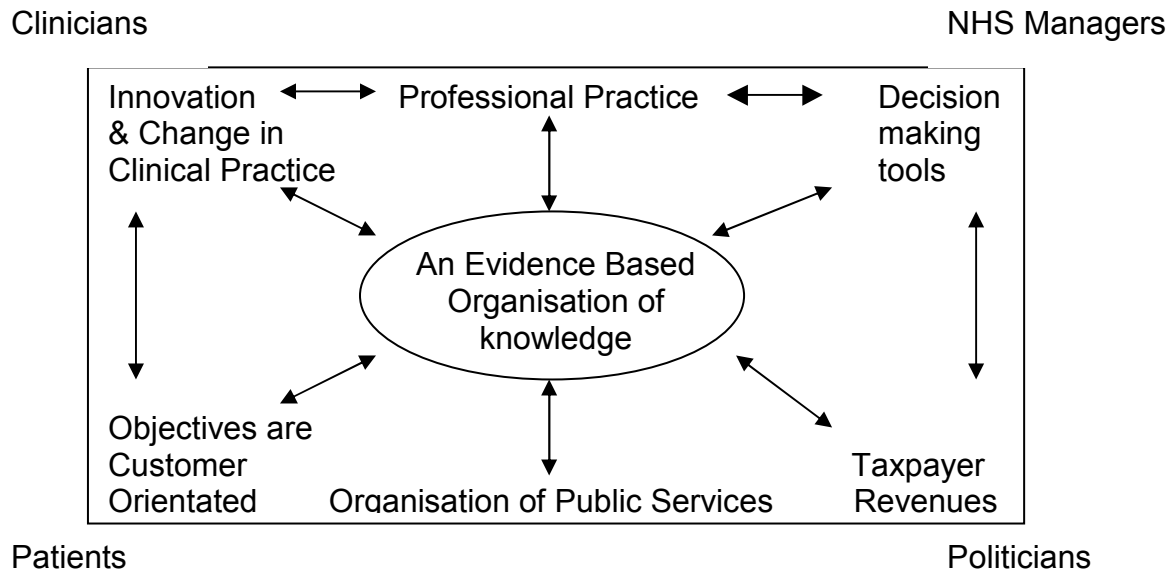 Clinicians
NHS Managers
Innovation
& Change in
Clinical Practice
Professional Practice
Decision
making
tools
An Evidence Based
Organisation of
knowledge
Objectives are
Customer
Orientated
Organisation of Public Services
Taxpayer
Revenues
Patients
Politicians